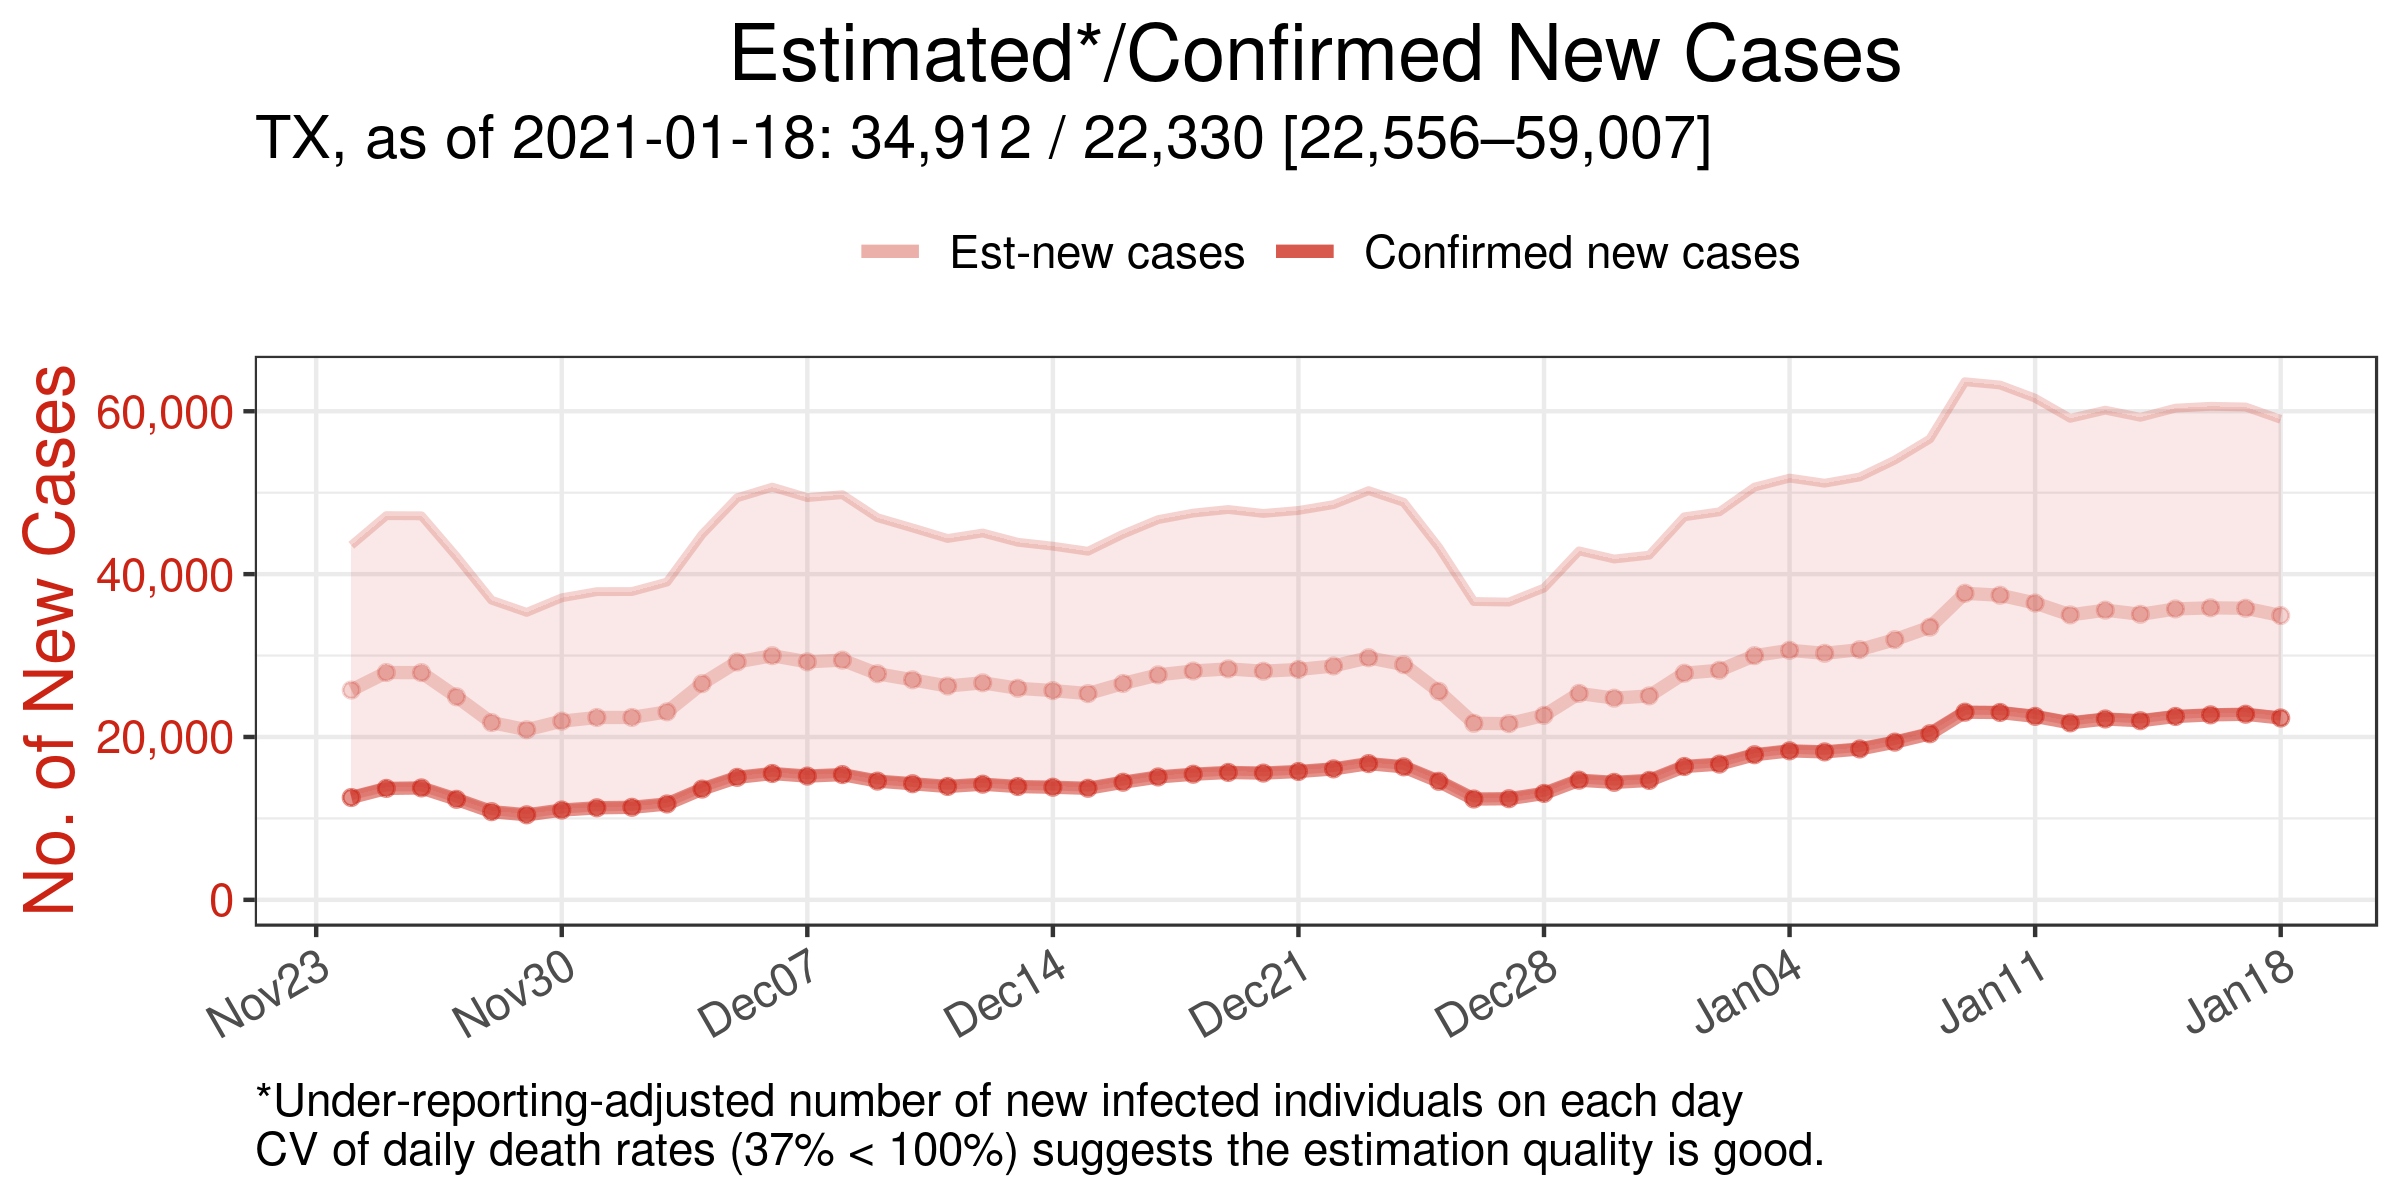 Estimated*/Confirmed New Cases
TX, as of 2021-01-18: 34,912 / 22,330 [22,556–59,007]
Est-new cases
Confirmed new cases
No. of New Cases
60,000
40,000
20,000
0
Nov23
Nov30
Dec07
Dec14
Dec21
Dec28
Jan04
Jan11
Jan18
*Under-reporting-adjusted number of new infected individuals on each day
CV of daily death rates (37% < 100%) suggests the estimation quality is good.